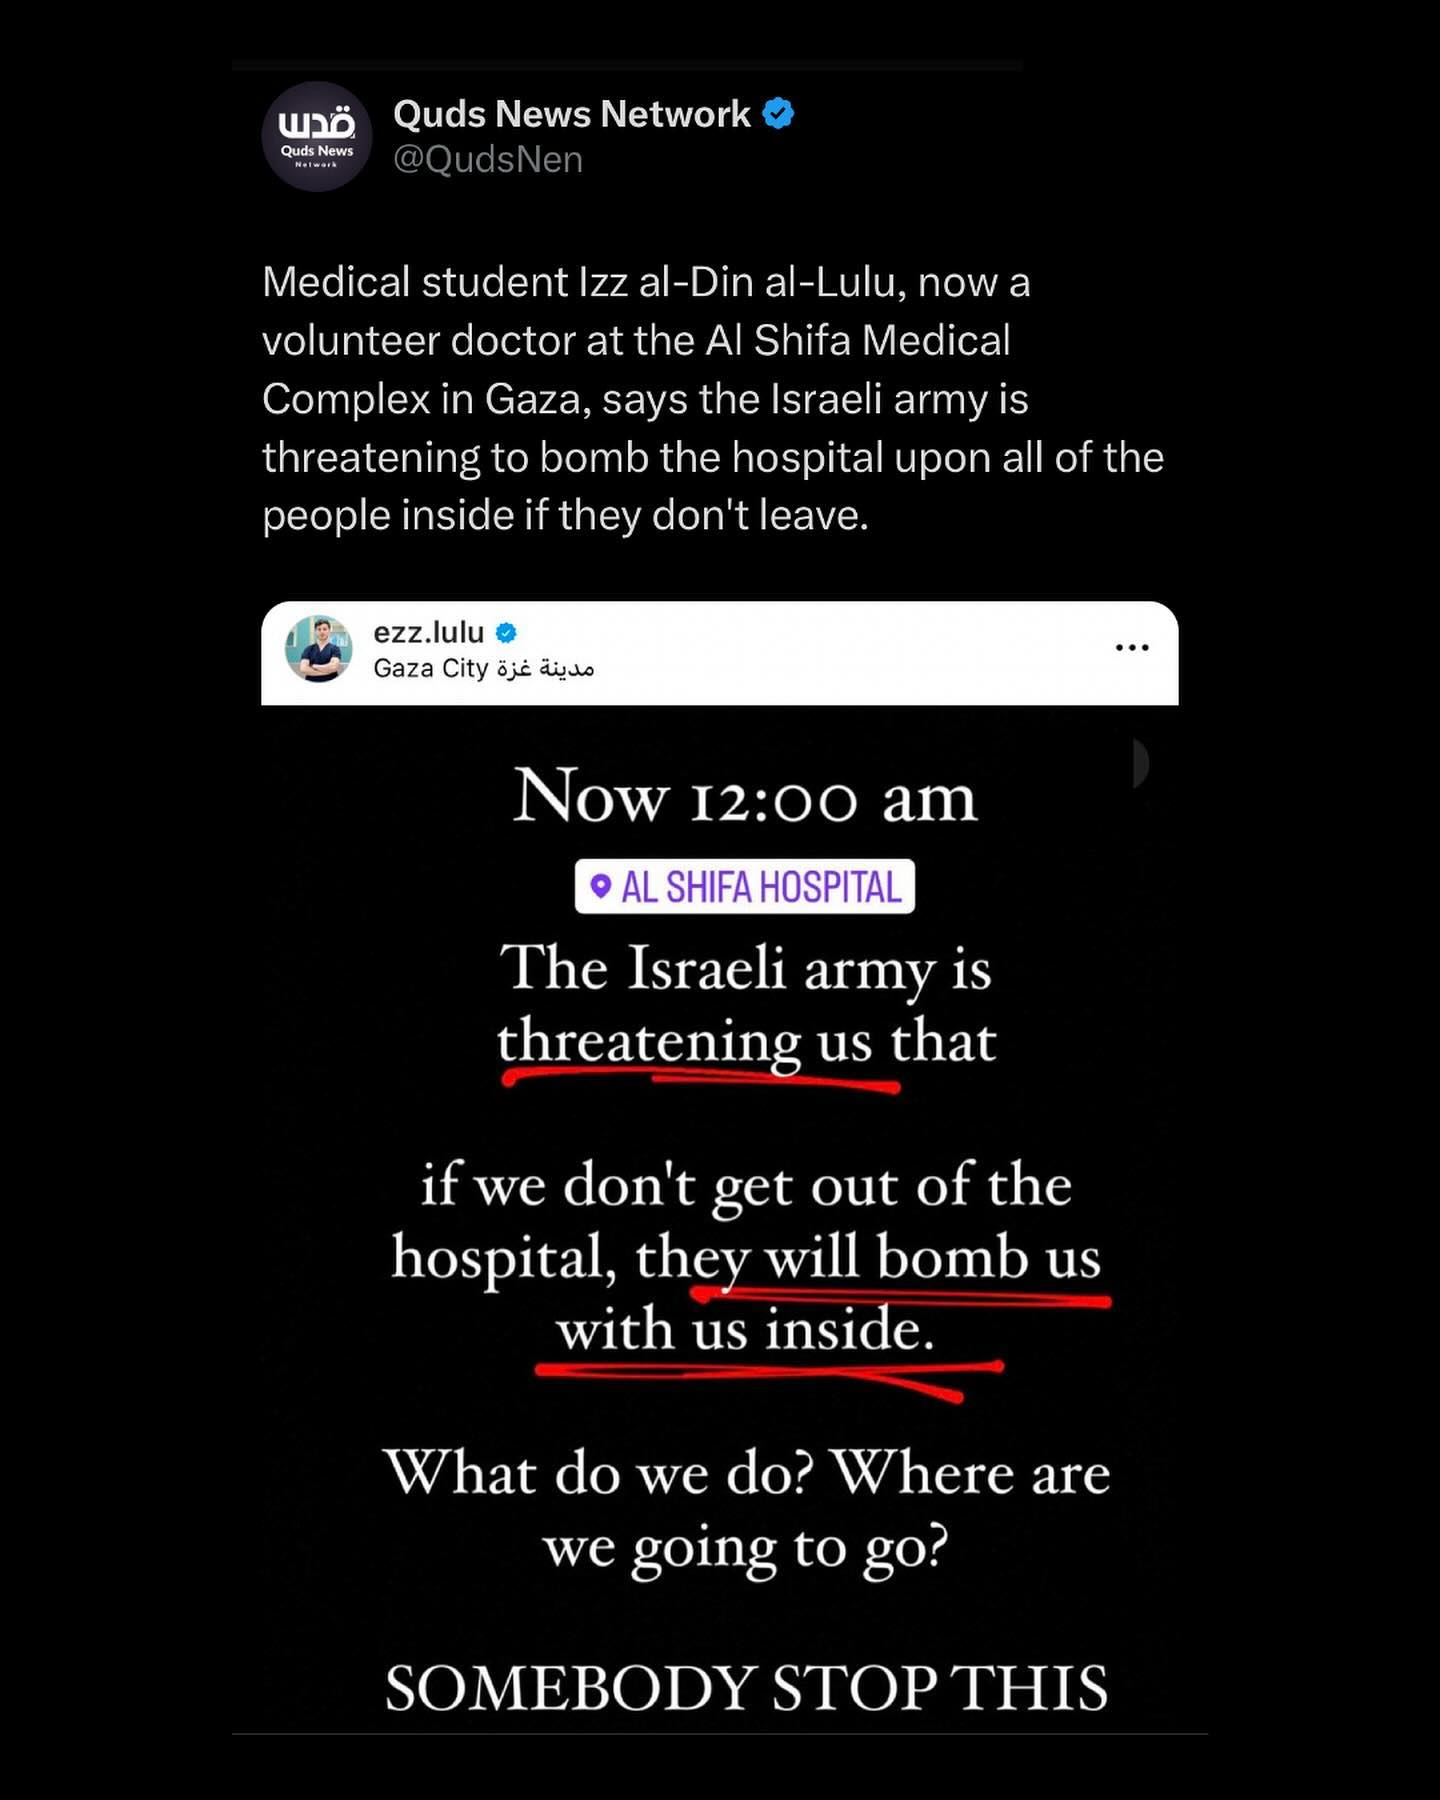 قدس
Quds News
Network
Quds News Network
@QudsNen
Medical student Izz al-Din al-Lulu, now a
volunteer doctor at the Al Shifa Medical
Complex in Gaza, says the Israeli army is
threatening to bomb the hospital upon all of the
people inside if they don't leave.
ezz.lulu
Gaza City مدينة غزة
Now 12:00 am
AL SHIFA HOSPITAL
The Israeli army is
threatening us that
if we don't get out of the
hospital, they will bomb us
with us inside.
What do we do? Where are
we going to go?
SOMEBODY STOP THIS